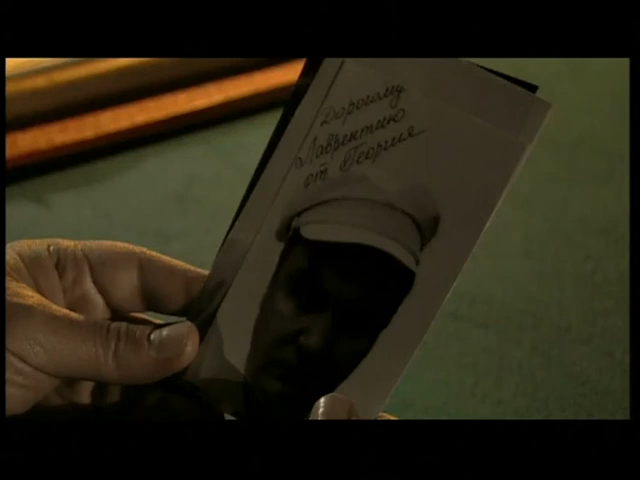 Дорогому
Лаврентию
от Георгия